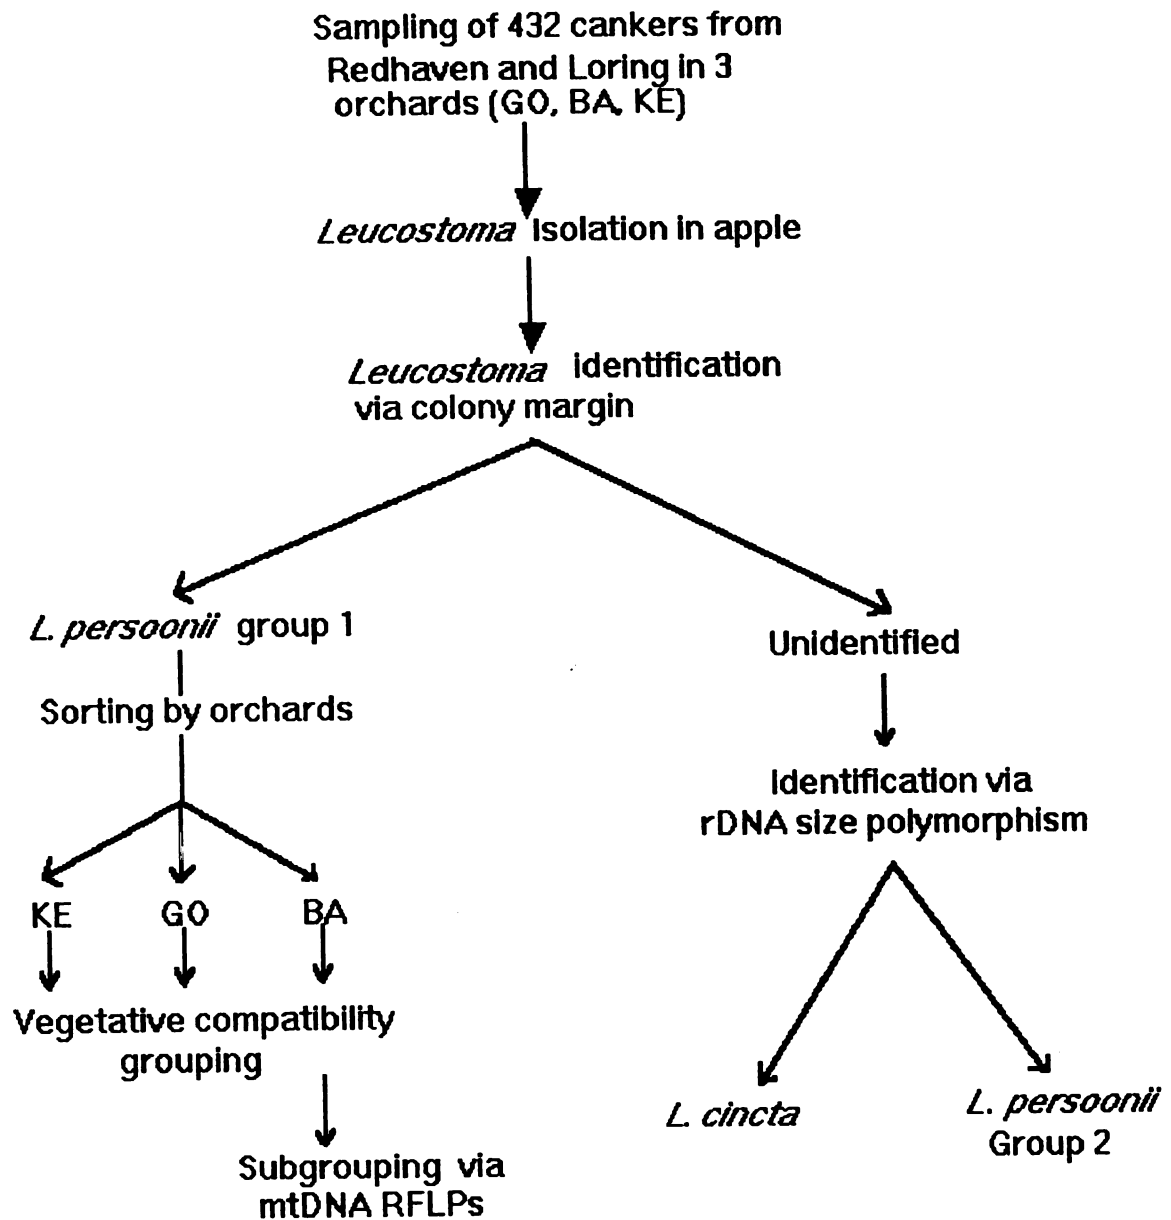 Sampling of 432 cankers from
Redhaven and Loring in 3
orchards (GO, BA, KE)
Leucostoma Isolation in apple
Leucostoma identification
via colony margin
L. persoonii group 1
Unidentified
Sorting by orchards
Identification via
rDNA size polymorphism
KE GO BA
Vegetative compatibility
grouping
L. cincta
L. persoonii
Group 2
Subgrouping via
mtDNA RFLPs